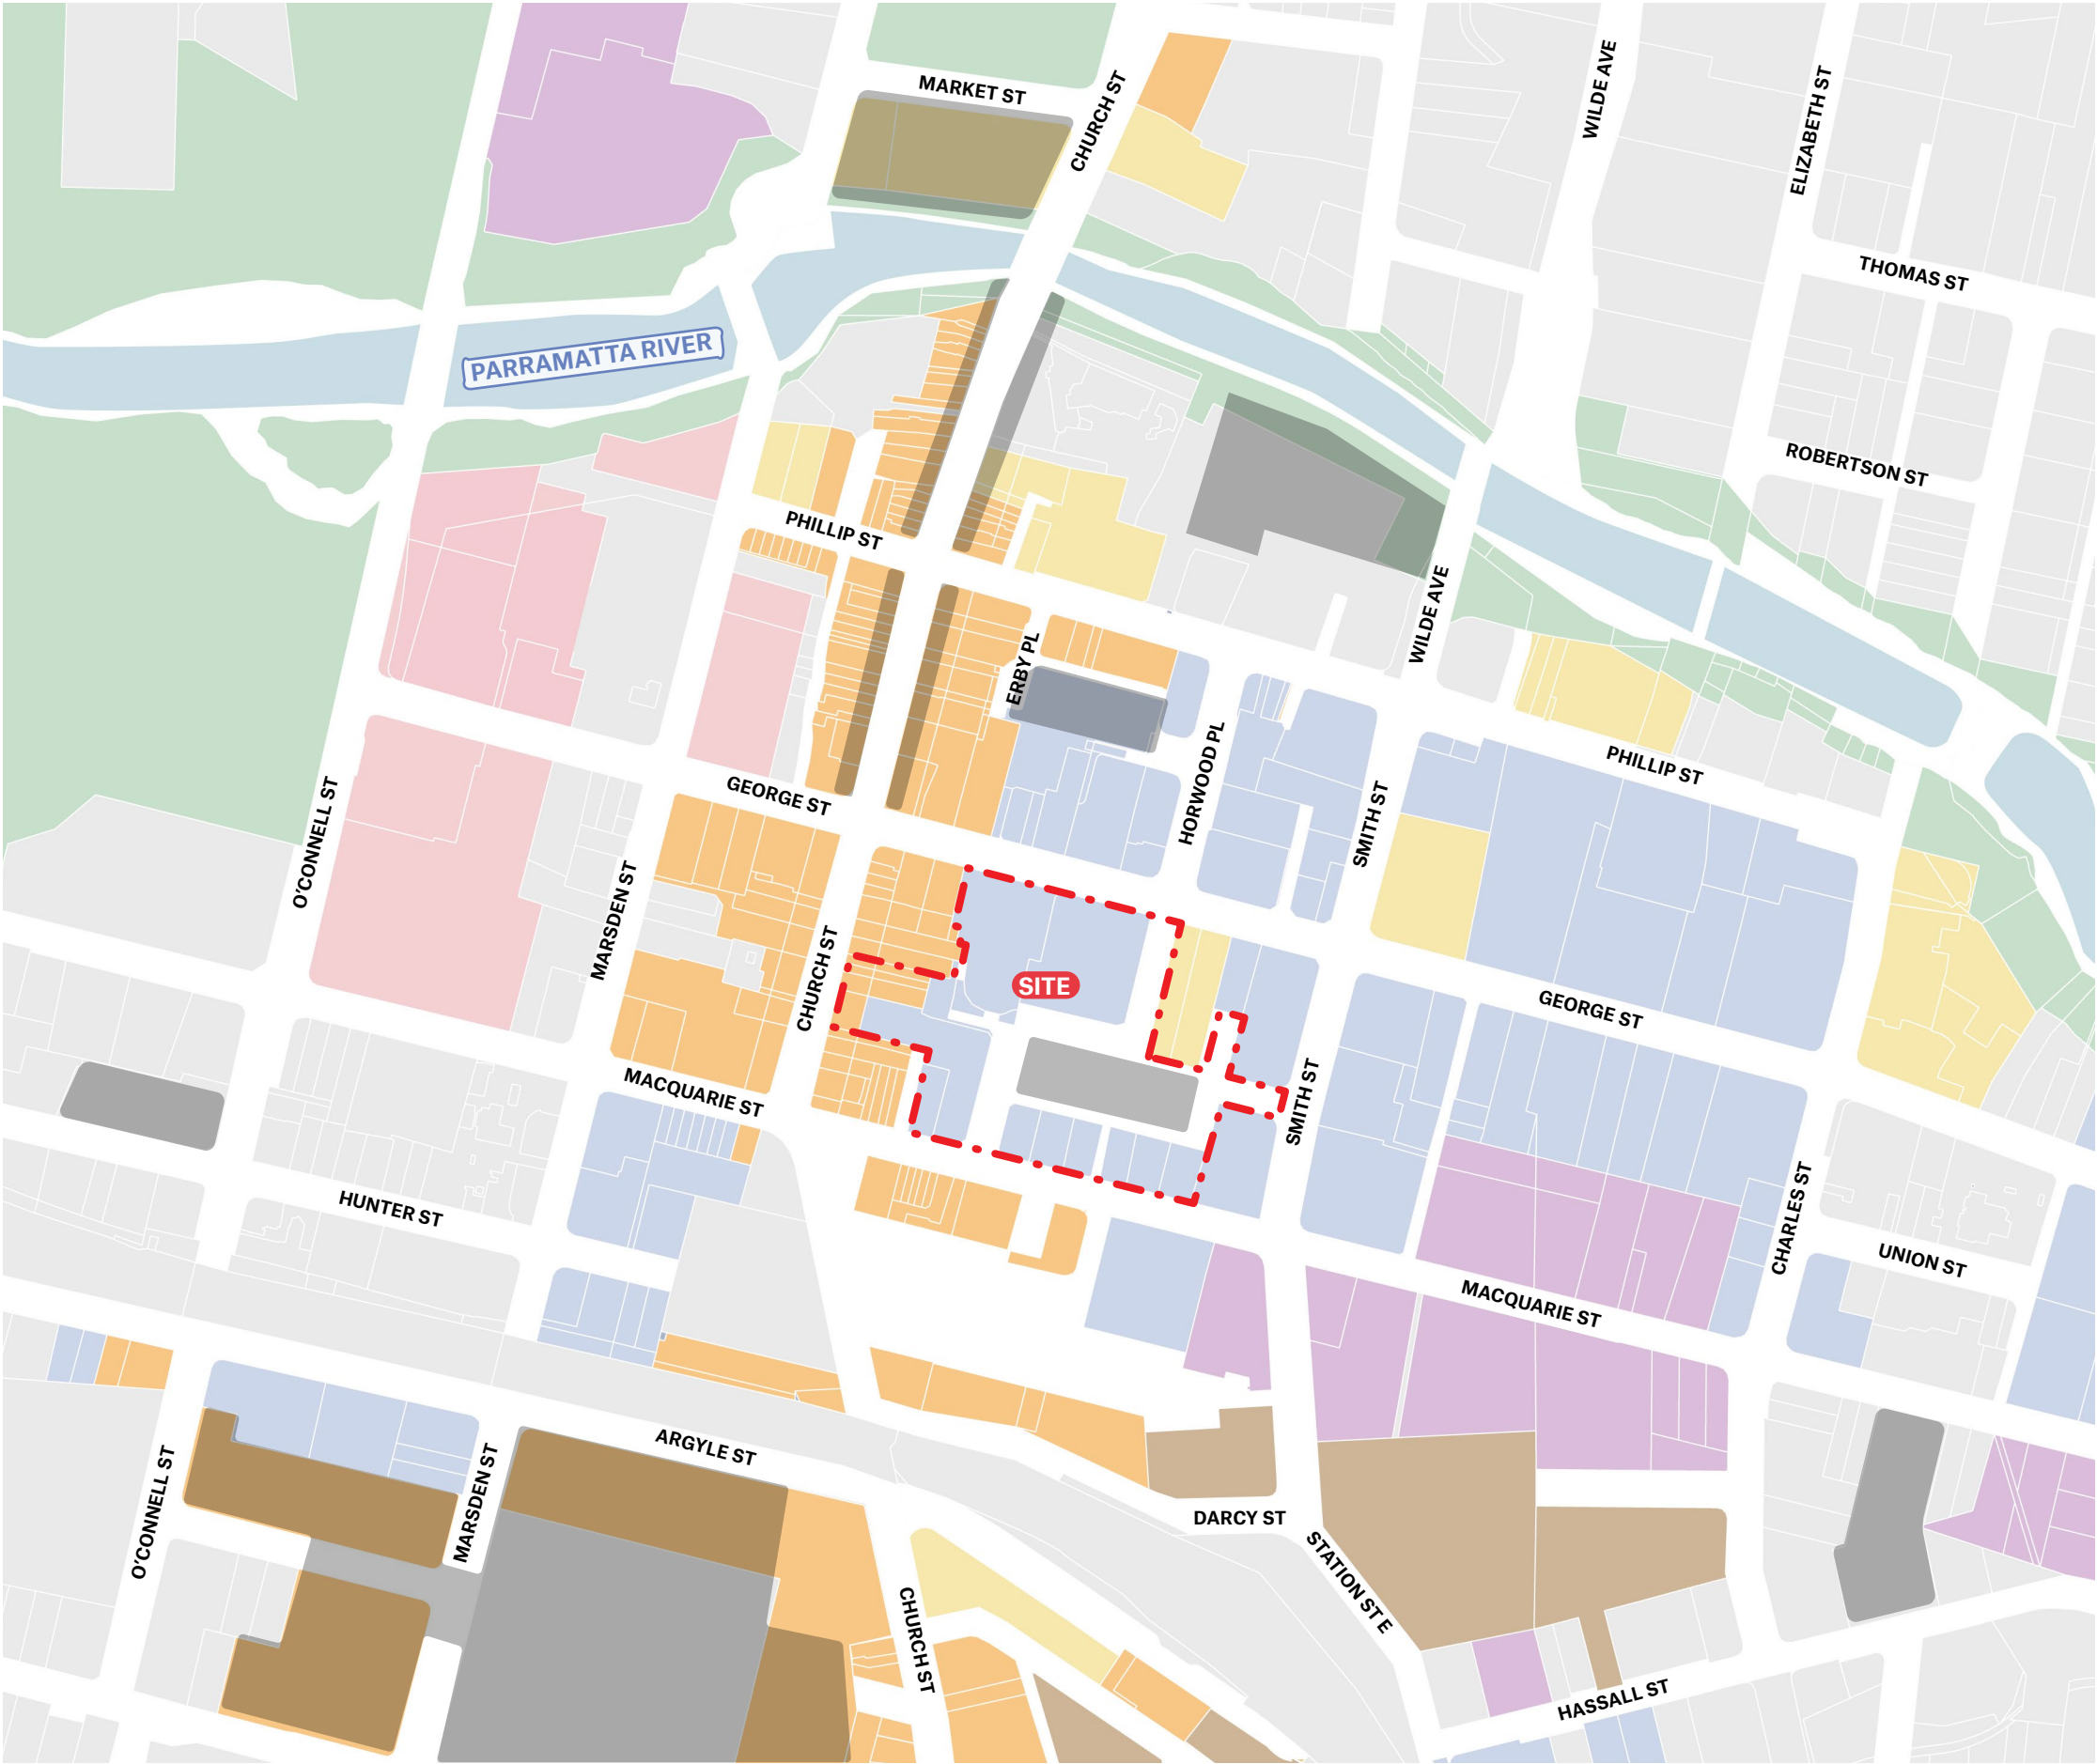 MARKET ST
CHURCH ST
WILDE AVE
ELIZABETH ST
THOMAS ST
PARRAMATTA RIVER
ROBERTSON ST
PHILLIP ST
WILDE AVE
ERBY PL
HORWOOD PL
PHILLIP ST
GEORGE ST
SMITH ST
O'CONNELL ST
MARSDEN ST
CHURCH ST
SITE
GEORGE ST
MACQUARIE ST
SMITH ST
HUNTER ST
CHARLES ST
UNION ST
MACQUARIE ST
ARGYLE ST
O'CONNELL ST
MARSDEN ST
DARCY ST
STATION ST E
CHURCH ST
HASSALL ST